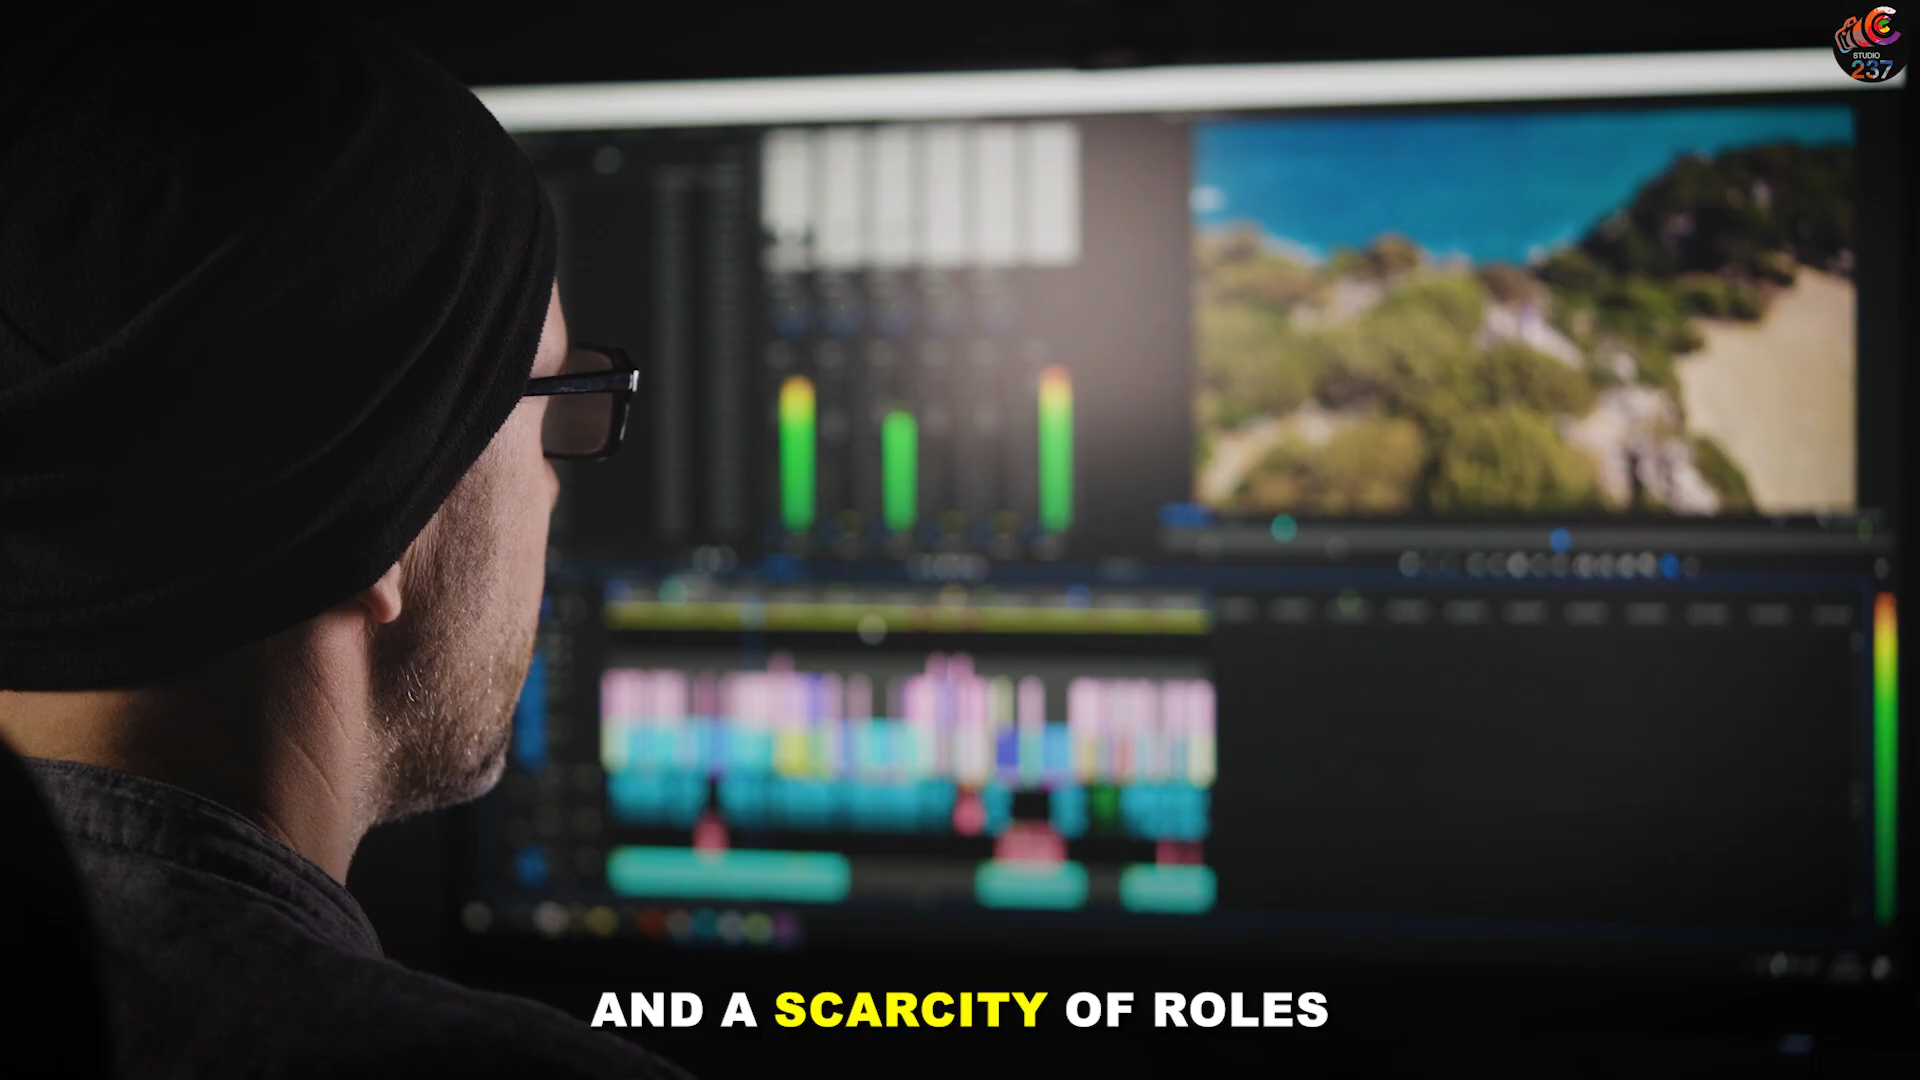 STUDIO
237
AND A SCARCITY OF ROLES